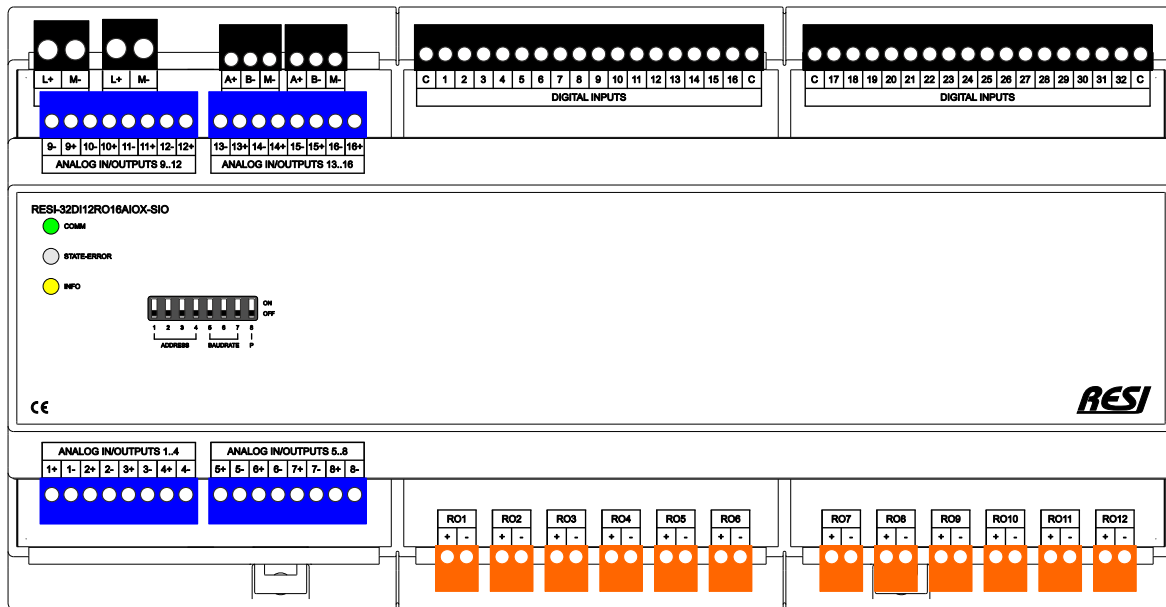 L+ M- L+ M- A+ B- M- A+ B- M- C 1 2 3 4 5 6 7 8 9 10 11 12 13 14 15 16 C C 17 18 19 20 21 22 23 24 25 26 27 28 29 30 31 32 C
DIGITAL INPUTS DIGITAL INPUTS
9- 9+ 10- 10+ 11- 11+ 12- 12+ 13- 13+ 14- 14+ 15- 15+ 16- 16+
ANALOG IN/OUTPUTS 9..12 ANALOG IN/OUTPUTS 13..16
RESI-32DI12RO16AIOX-SIO
COMM
STATE-ERROR
INFO
ON
OFF
1 2 3 4 5 6 7 8
ADDRESS BAUDRATE P
CE RESI
ANALOG IN/OUTPUTS 1..4 ANALOG IN/OUTPUTS 5..8
1+ 1- 2+ 2- 3+ 3- 4+ 4- 5+ 5- 6+ 6- 7+ 7- 8+ 8-
RO1 RO2 RO3 RO4 RO5 RO6 RO7 RO8 RO9 RO10 RO11 RO12
+ - + - + - + - + - + - + - + - + - + - + - + -